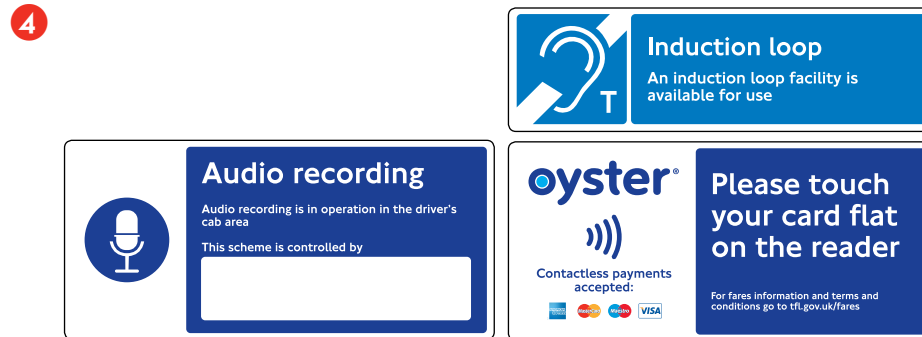 4
Induction loop
An induction loop facility is
available for use
T
Audio recording
Audio recording is in operation in the driver's
cab area
This scheme is controlled by
oyster®
Contactless payments
accepted:
MasterCard
Maestro
VISA
Please touch
your card flat
on the reader
For fares information and terms and
conditions go to tfl.gov.uk/fares